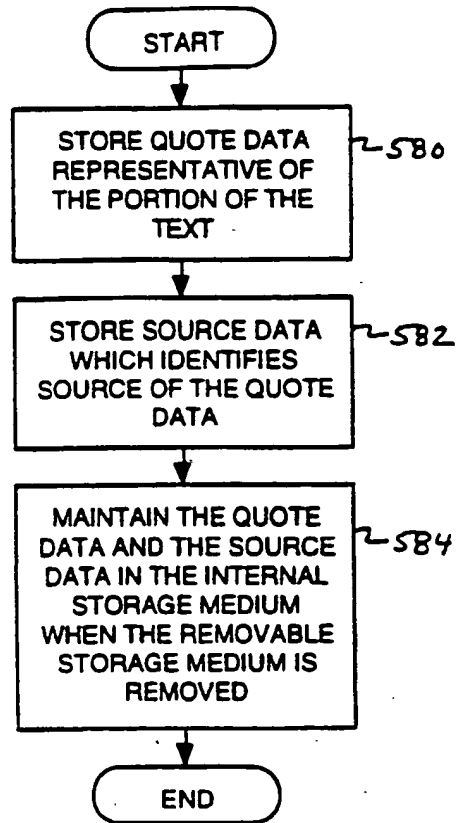 START
STORE QUOTE DATA
REPRESENTATIVE OF
THE PORTION OF THE
TEXT
580
STORE SOURCE DATA
WHICH IDENTIFIES
SOURCE OF THE QUOTE
DATA
582
MAINTAIN THE QUOTE
DATA AND THE SOURCE
DATA IN THE INTERNAL
STORAGE MEDIUM
WHEN THE REMOVABLE
STORAGE MEDIUM IS
REMOVED
584
END